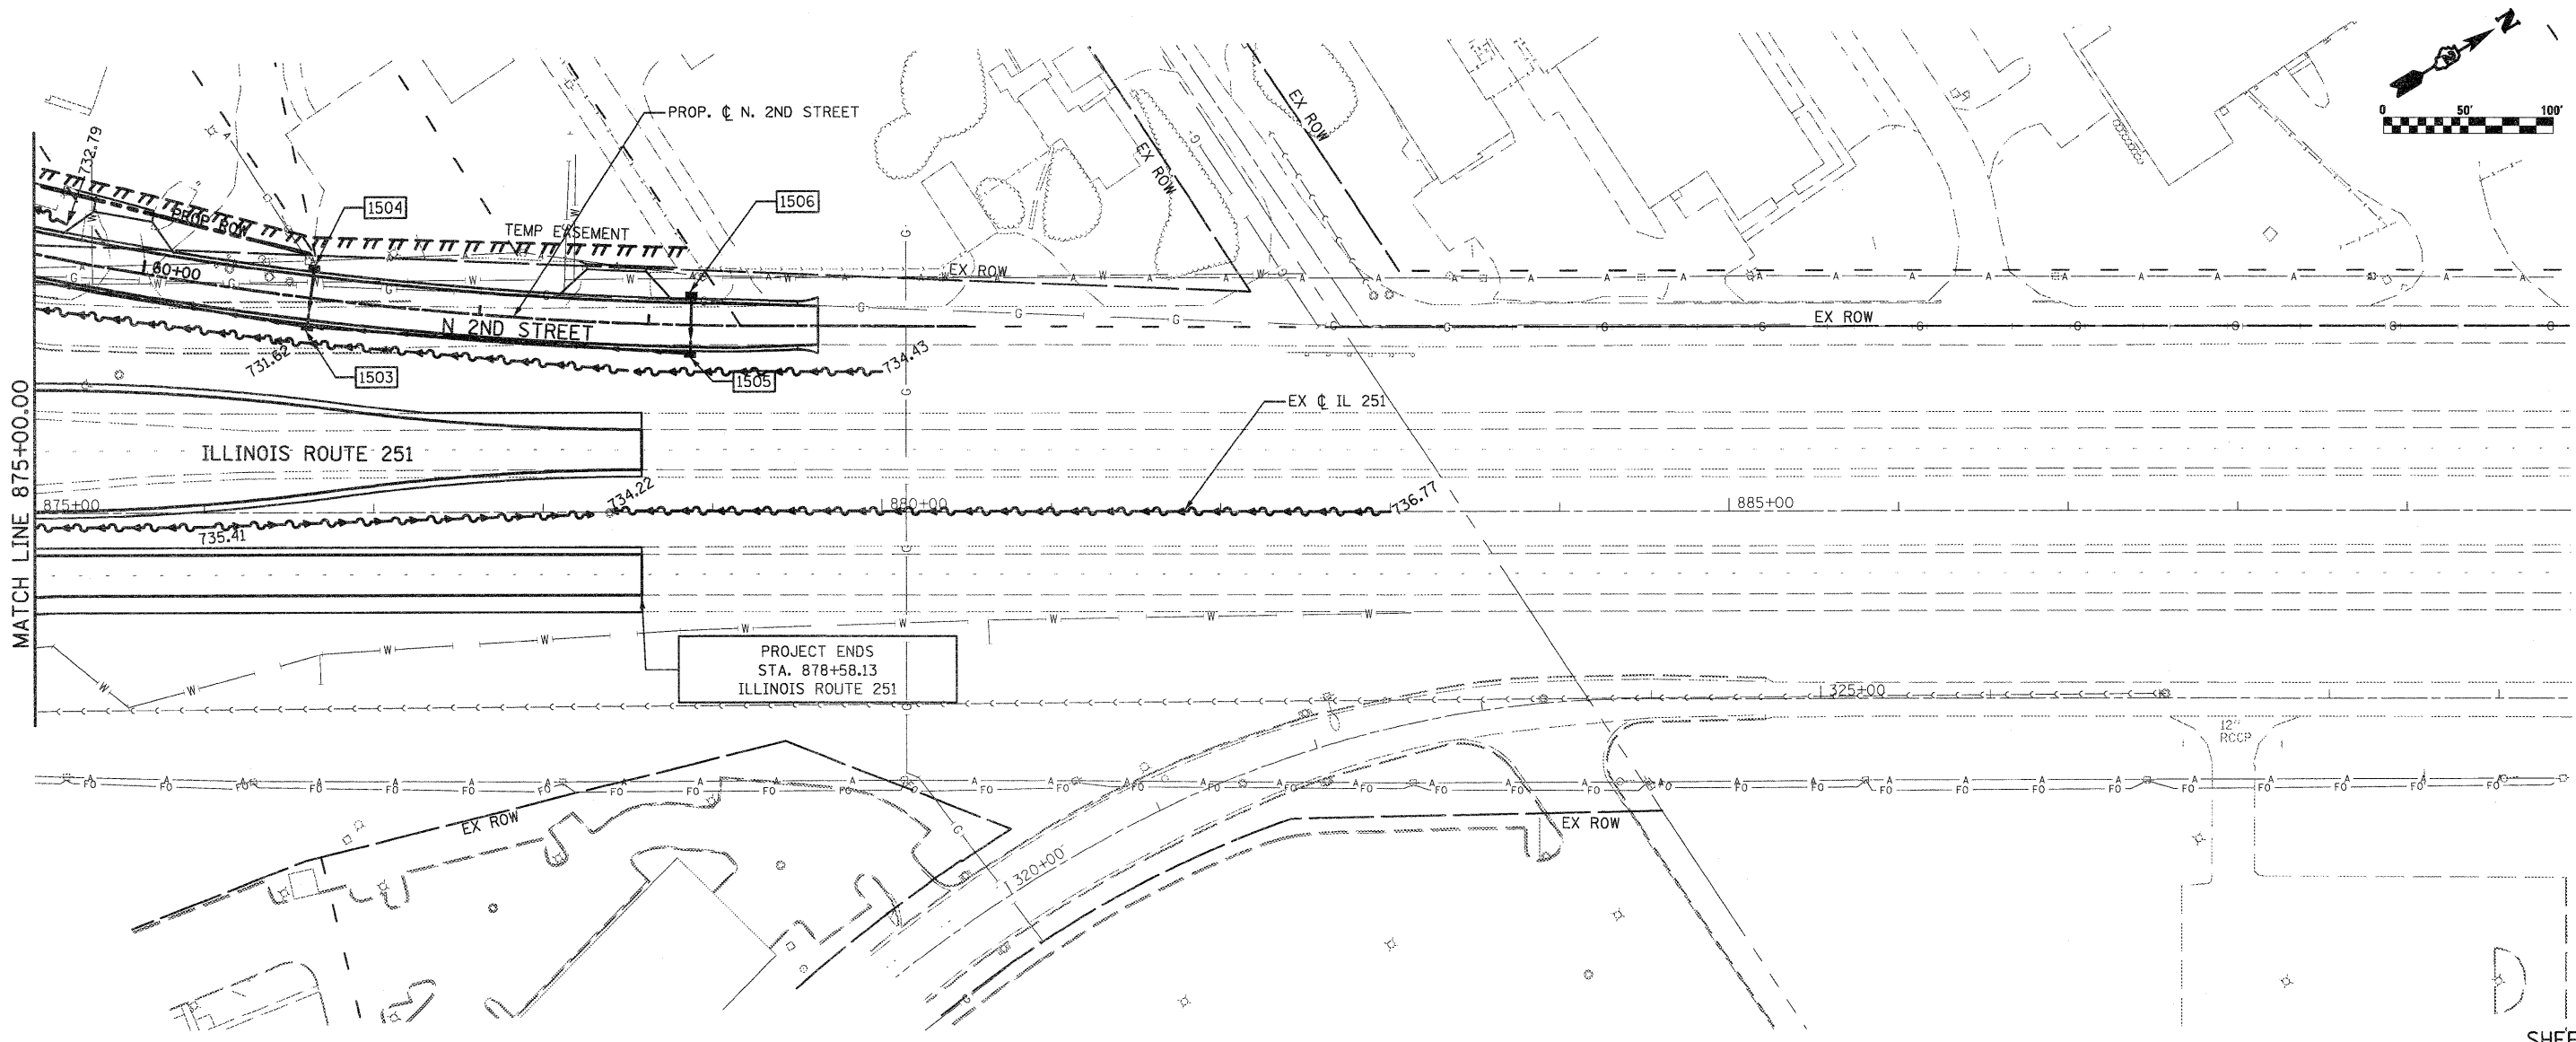 N
0 50' 100'
PROP. ℄ N. 2ND STREET
EX ROW
EX ROW
732.79
1504
1506
PROP ROW
TEMP EASEMENT
60+00
EX ROW
N 2ND STREET
EX ROW
731.62
1503
1505
734.43
MATCH LINE 875+00.00
EX ℄ IL 251
ILLINOIS ROUTE 251
875+00
734.22
880+00
736.77
885+00
735.41
PROJECT ENDS
STA. 878+58.13
ILLINOIS ROUTE 251
325+00
12"
RCCP
EX ROW
EX ROW
320+00